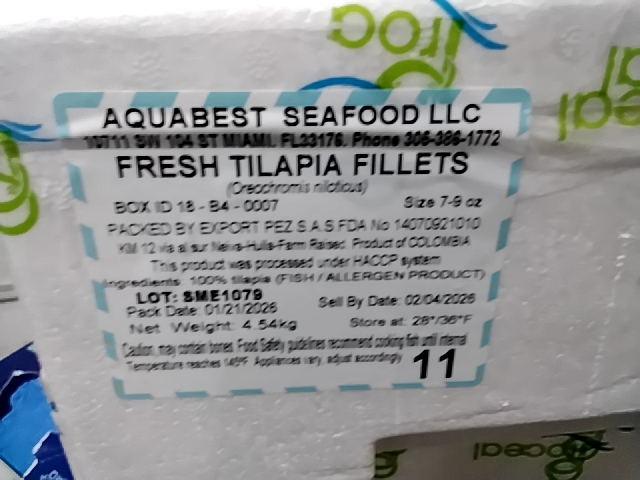 AQUABEST SEAFOOD LLC
10711 SW 104 ST MIAMI. FL33176. Phone 305-386-1772
FRESH TILAPIA FILLETS
(Oreochromis niloticus)
BOX ID 18 - B4 - 0007 Size 7-9 oz
PACKED BY EXPORT PEZ S.A.S FDA No 14070921010
KM 12 via al sur Neiva-Huila-Farm Raised. Product of COLOMBIA
This product was processed under HACCP system
Ingredients: 100% tilapia (FISH / ALLERGEN PRODUCT)
LOT: SME1079
Pack Date: 01/21/2026 Sell By Date: 02/04/2026
Net Weight: 4.54kg Store at: 28°/36°F
Caution, may contain bones. Food Safety guidelines recommend cooking fish until internal
Temperature reaches 145°F. Appliances vary, adjust accordingly
11